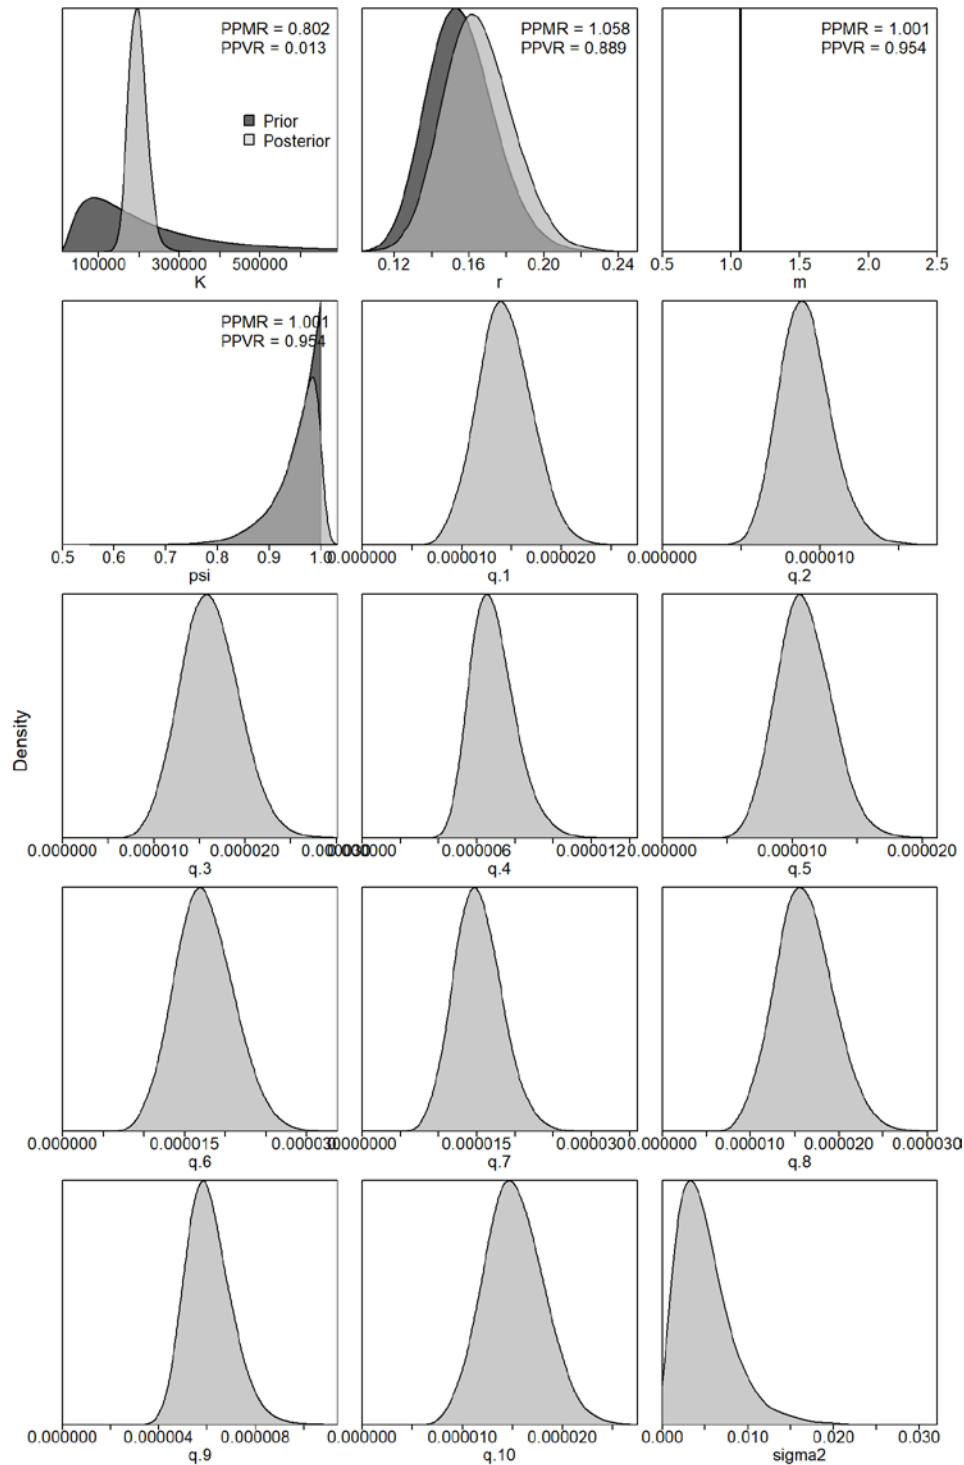 PPMR = 0.802
PPVR = 0.013
Prior
Posterior
100000 300000 500000
K
PPMR = 1.058
PPVR = 0.889
0.12 0.16 0.20 0.24
r
PPMR = 1.001
PPVR = 0.954
0.5 1.0 1.5 2.0 2.5
m
PPMR = 1.001
PPVR = 0.954
0.5 0.6 0.7 0.8 0.9 1.0
psi
0.000000 0.000010 0.000020
q.1
0.000000 0.000010
q.2
Density
0.000000 0.000010 0.000020 0.000030
q.3
0.000000 0.000006 0.000012
q.4
0.000000 0.000010 0.000020
q.5
0.000000 0.000015 0.000030
q.6
0.000000 0.000015 0.000030
q.7
0.000000 0.000010 0.000020 0.000030
q.8
0.000000 0.000004 0.000008
q.9
0.000000 0.000010 0.000020
q.10
0.000 0.010 0.020 0.030
sigma2